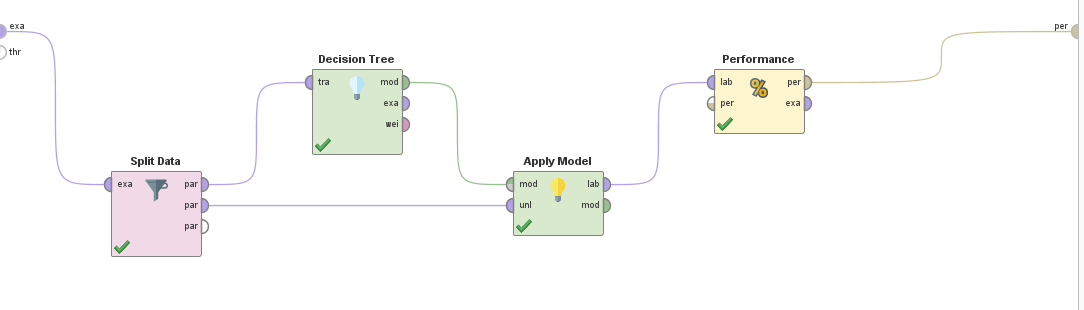 exa
thr
per
Decision Tree
tra
mod
exa
wei
Performance
lab
per
per
exa
Split Data
exa
par
par
par
Apply Model
mod
lab
unl
mod